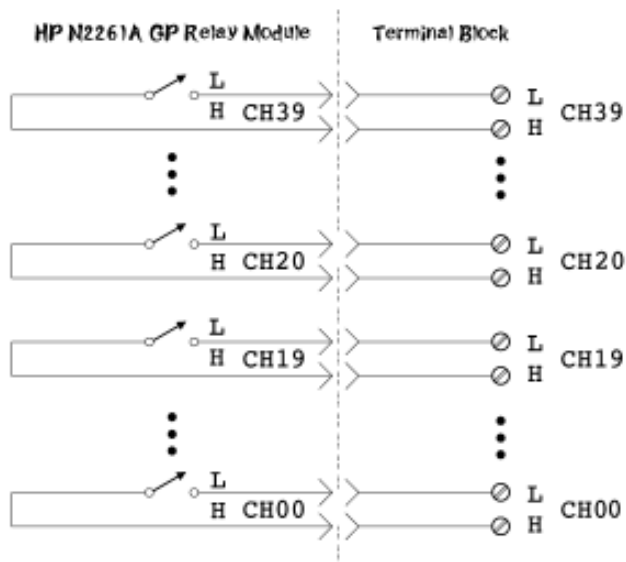 HP N2261A GP Relay Module Terminal Block
L L
H CH39 H CH39
L L
H CH20 H CH20
L L
H CH19 H CH19
L L
H CH00 H CH00